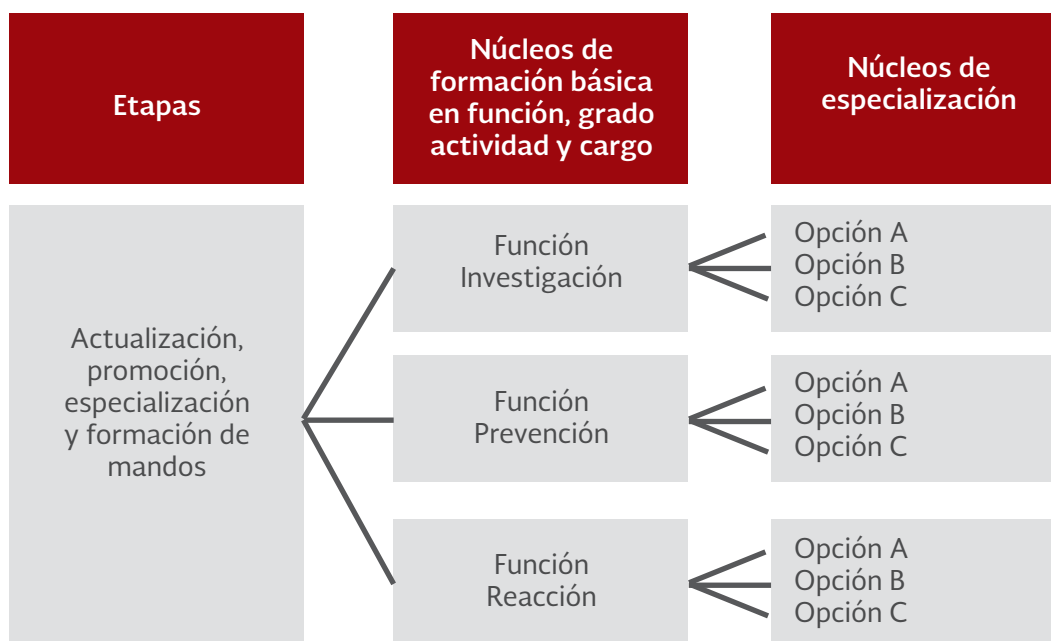 Etapas
Núcleos de
formación básica
en función, grado
actividad y cargo
Núcleos de
especialización
Actualización,
promoción,
especialización
y formación de
mandos
Función
Investigación
Opción A
Opción B
Opción C
Función
Prevención
Opción A
Opción B
Opción C
Función
Reacción
Opción A
Opción B
Opción C